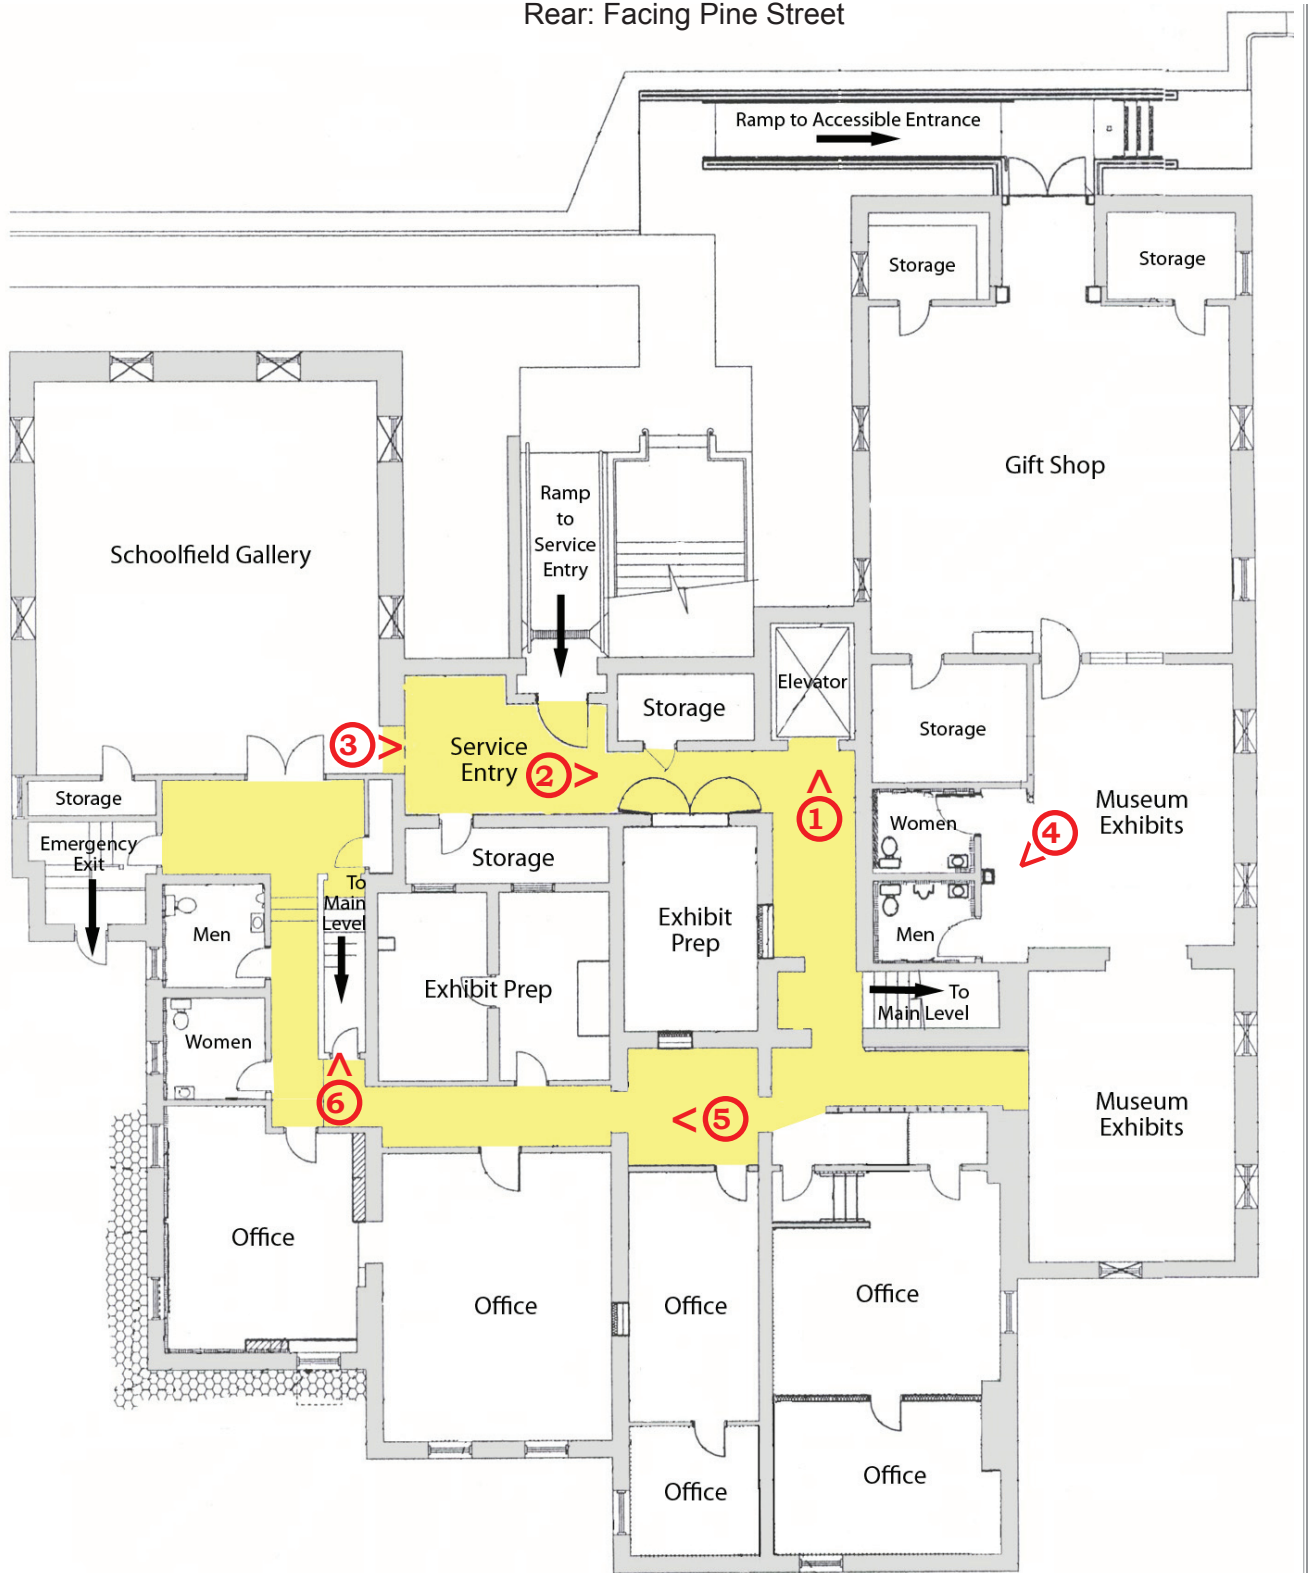 Rear: Facing Pine Street
Ramp to Accessible Entrance
Storage
Storage
Gift Shop
Ramp
to
Service
Entry
Schoolfield Gallery
Elevator
Storage
Storage
3 >
Service
Entry
2 >
^
1
Storage
Museum
Exhibits
Women
4
<
Emergency
Exit
Storage
To
Main
Level
Men
Exhibit
Prep
Men
Exhibit Prep
To
Main Level
Women
^
6
< 5
Museum
Exhibits
Office
Office
Office
Office
Office
Office